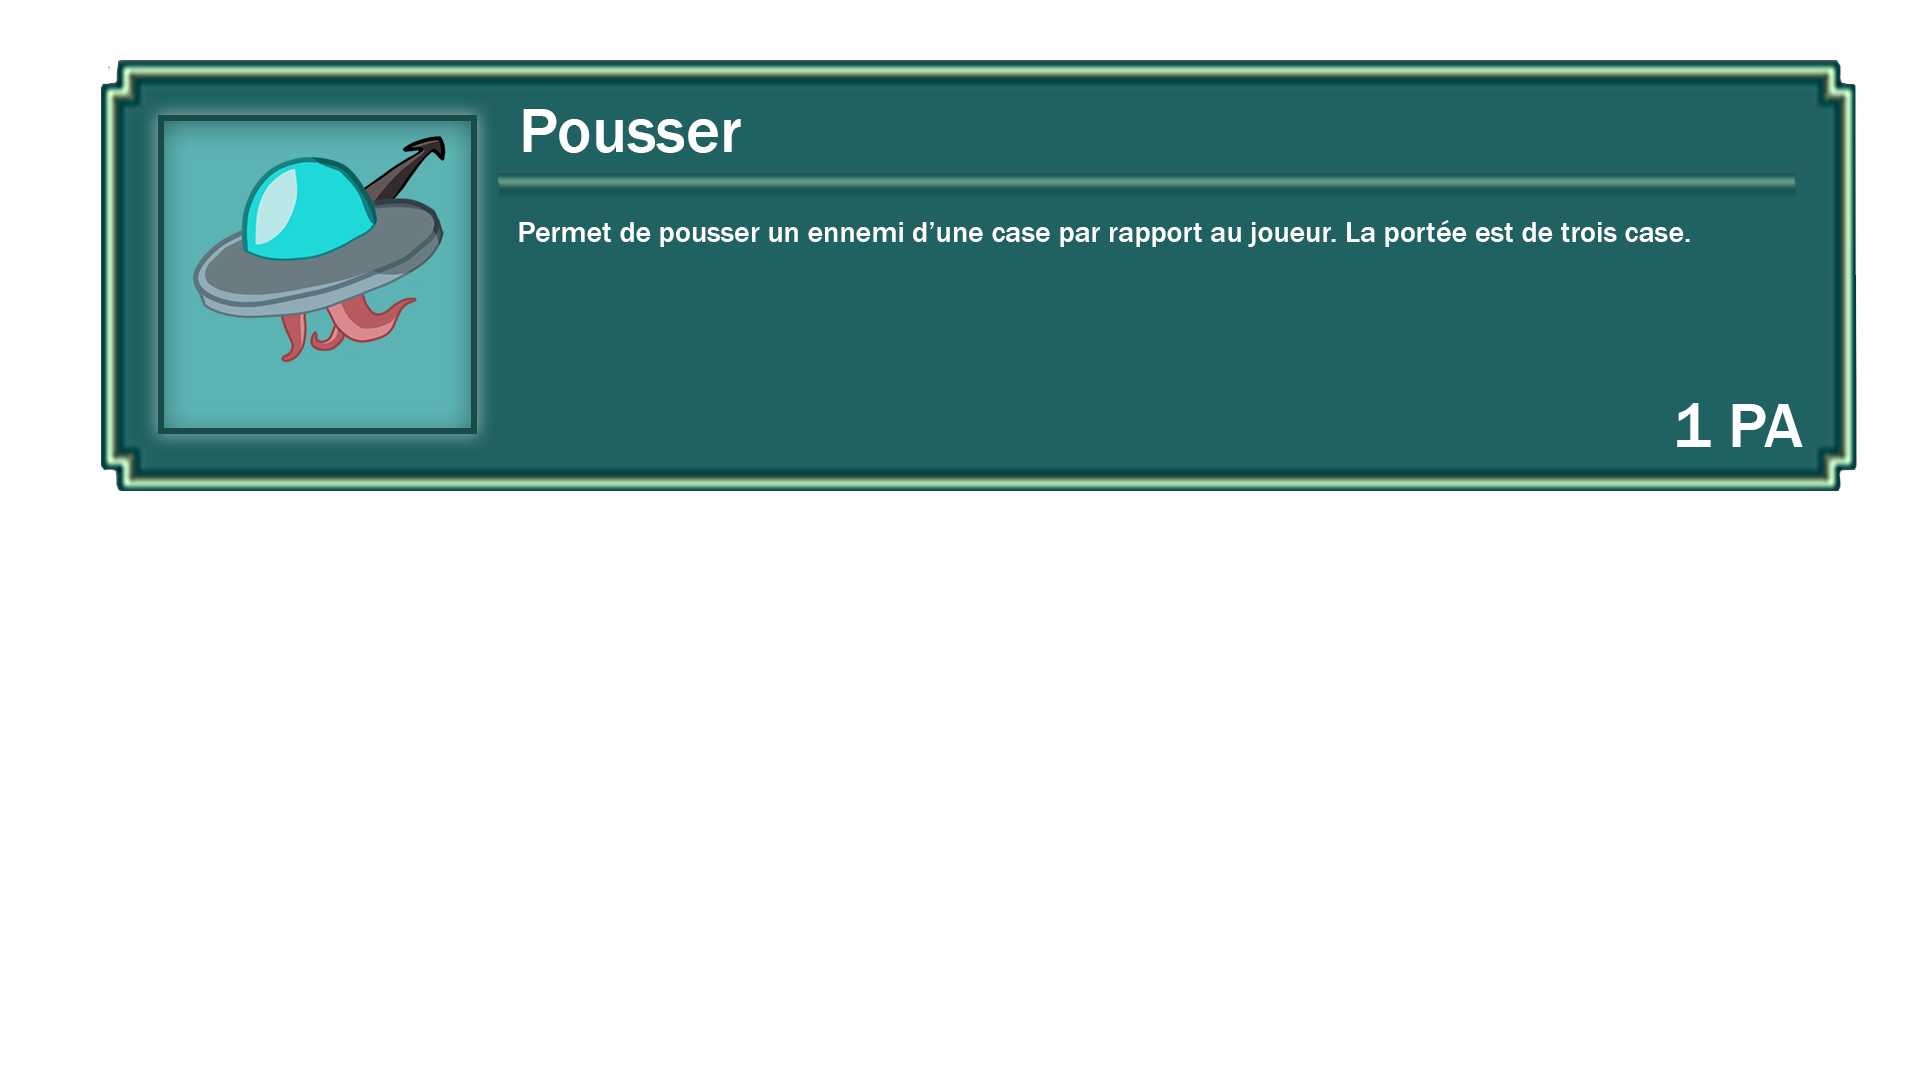 Pousser
Permet de pousser un ennemi d’une case par rapport au joueur. La portée est de trois case.
1 PA